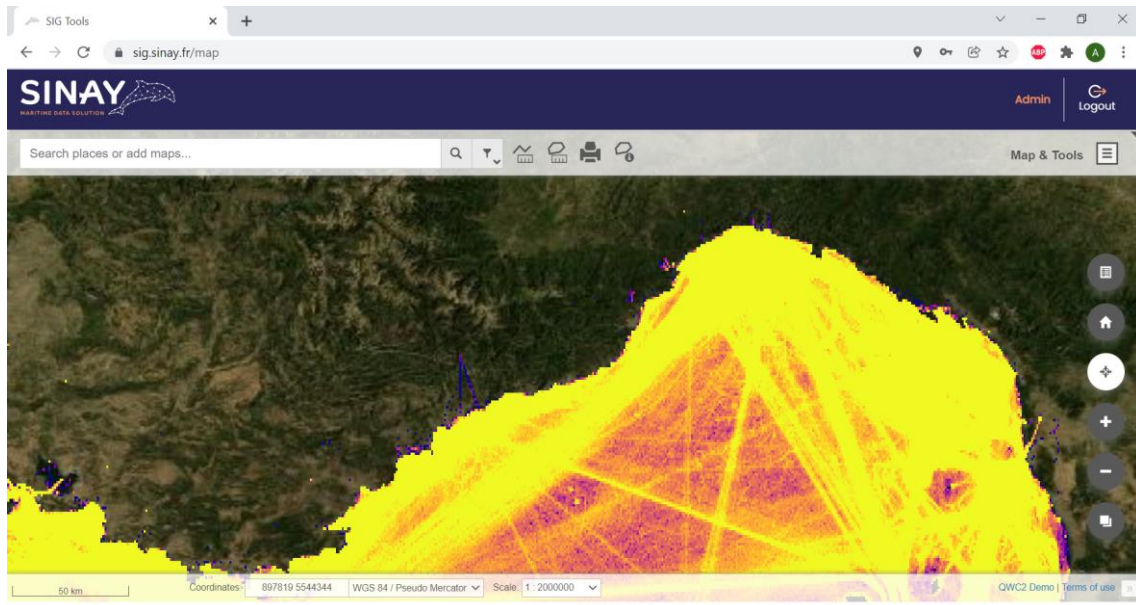 SIG Tools
sig.sinay.fr/map
ABP
A
SINAY
MARITIME DATA SOLUTION
Admin
Logout
Search places or add maps...
Map & Tools
50 km
Coordinates: 897819 5544344 WGS 84 / Pseudo Mercator Scale: 1 : 2000000
QWC2 Demo | Terms of use